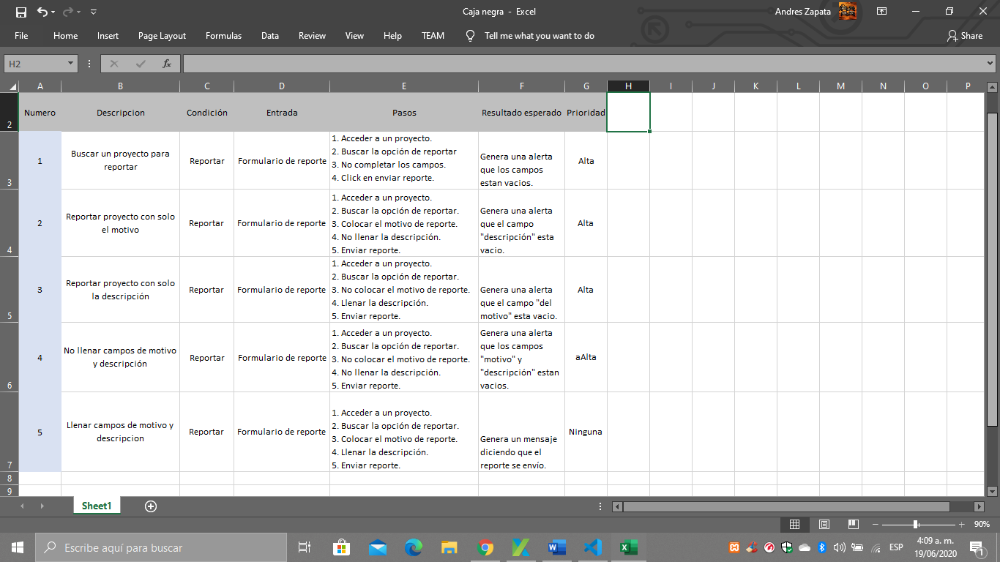 Caja negra - Excel
Andres Zapata
File Home Insert Page Layout Formulas Data Review View Help TEAM Tell me what you want to do Share
H2 fx
A B C D E F G H I J K L M N O P
2 Numero Descripcion Condición Entrada Pasos Resultado esperado Prioridad
3
1
Buscar un proyecto para
reportar
Reportar
Formulario de reporte
1. Acceder a un proyecto.
2. Buscar la opción de reportar
3. No completar los campos.
4. Click en enviar reporte.
Genera una alerta
que los campos
estan vacios.
Alta
4
2
Reportar proyecto con solo
el motivo
Reportar
Formulario de reporte
1. Acceder a un proyecto.
2. Buscar la opción de reportar.
3. Colocar el motivo de reporte.
4. No llenar la descripción.
5. Enviar reporte.
Genera una alerta
que el campo
"descripción" esta
vacio.
Alta
5
3
Reportar proyecto con solo
la descripción
Reportar
Formulario de reporte
1. Acceder a un proyecto.
2. Buscar la opción de reportar.
3. No colocar el motivo de reporte.
4. Llenar la descripción.
5. Enviar reporte.
Genera una alerta
que el campo "del
motivo" esta vacio.
Alta
6
4
No llenar campos de motivo
y descripción
Reportar
Formulario de reporte
1. Acceder a un proyecto.
2. Buscar la opción de reportar.
3. No colocar el motivo de reporte.
4. No llenar la descripción.
5. Enviar reporte.
Genera una alerta
que los campos
"motivo" y
"descripción" estan
vacios.
aAlta
7
5
Llenar campos de motivo y
descripcion
Reportar
Formulario de reporte
1. Acceder a un proyecto.
2. Buscar la opción de reportar.
3. Colocar el motivo de reporte.
4. Llenar la descripción.
5. Enviar reporte.
Genera un mensaje
diciendo que el
reporte se envío.
Ninguna
8
9
Sheet1
90%
Escribe aquí para buscar
ESP
4:09 a. m.
19/06/2020
1